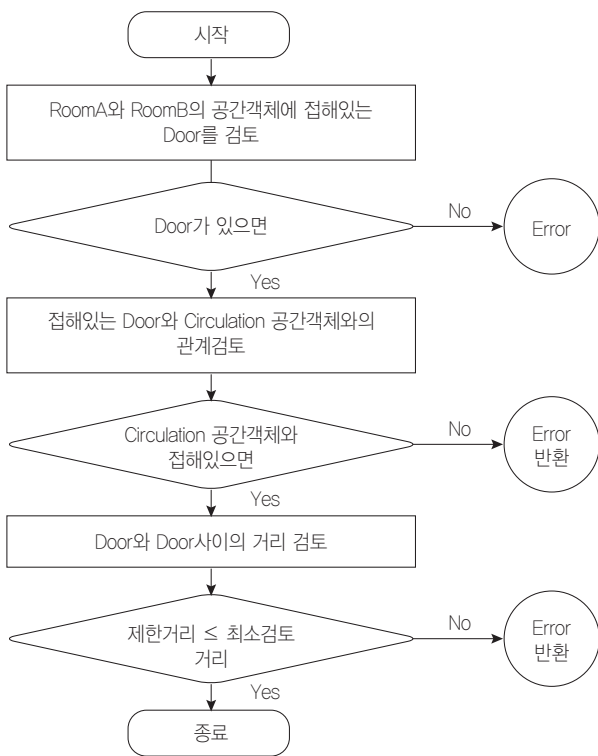 시작
RoomA와 RoomB의 공간객체에 접해있는
Door를 검토
Door가 있으면
No
Error
Yes
접해있는 Door와 Circulation 공간객체와의
관계검토
Circulation 공간객체와
접해있으면
No
Error
반환
Yes
Door와 Door사이의 거리 검토
제한거리 ≤ 최소검토
거리
No
Error
반환
Yes
종료